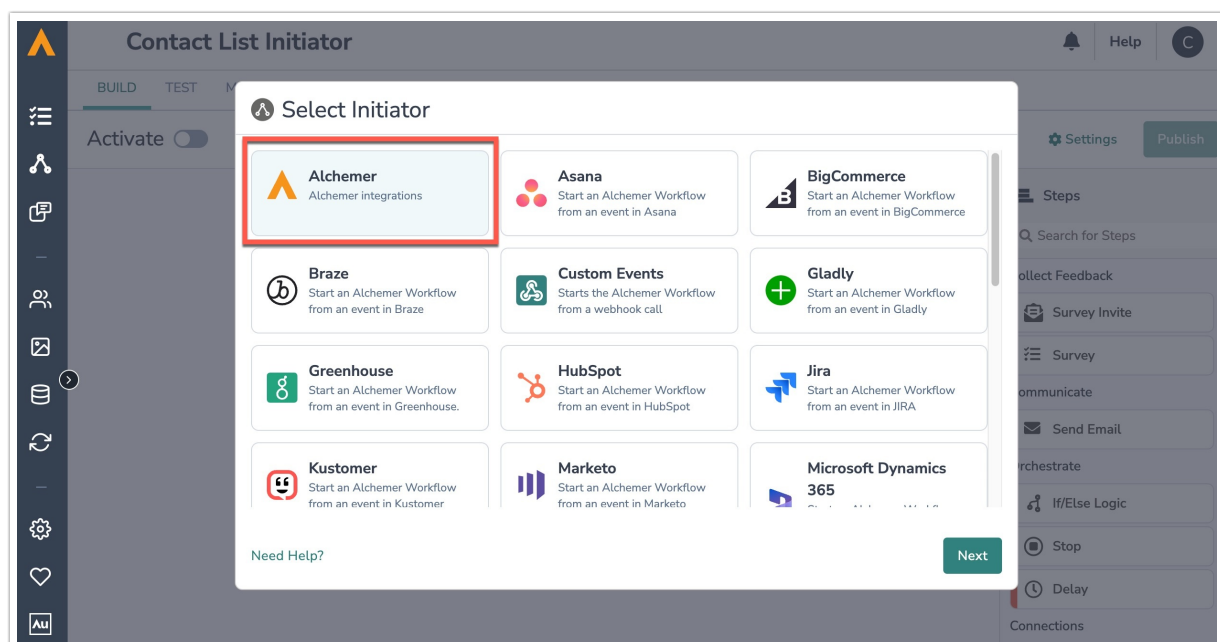 Contact List Initiator
Help
C
BUILD TEST M
Activate
Settings
Publish
Select Initiator
Alchemer
Alchemer integrations
Asana
Start an Alchemer Workflow
from an event in Asana
BigCommerce
Start an Alchemer Workflow
from an event in BigCommerce
Braze
Start an Alchemer Workflow
from an event in Braze
Custom Events
Starts the Alchemer Workflow
from a webhook call
Gladly
Start an Alchemer Workflow
from an event in Gladly
Greenhouse
Start an Alchemer Workflow
from an event in Greenhouse.
HubSpot
Start an Alchemer Workflow
from an event in HubSpot
Jira
Start an Alchemer Workflow
from an event in JIRA
Kustomer
Start an Alchemer Workflow
from an event in Kustomer
Marketo
Start an Alchemer Workflow
from an event in Marketo
Microsoft Dynamics
365
Need Help?
Next
Steps
Search for Steps
ollect Feedback
Survey Invite
Survey
ommunicate
Send Email
rchestrate
If/Else Logic
Stop
Delay
Connections
Au